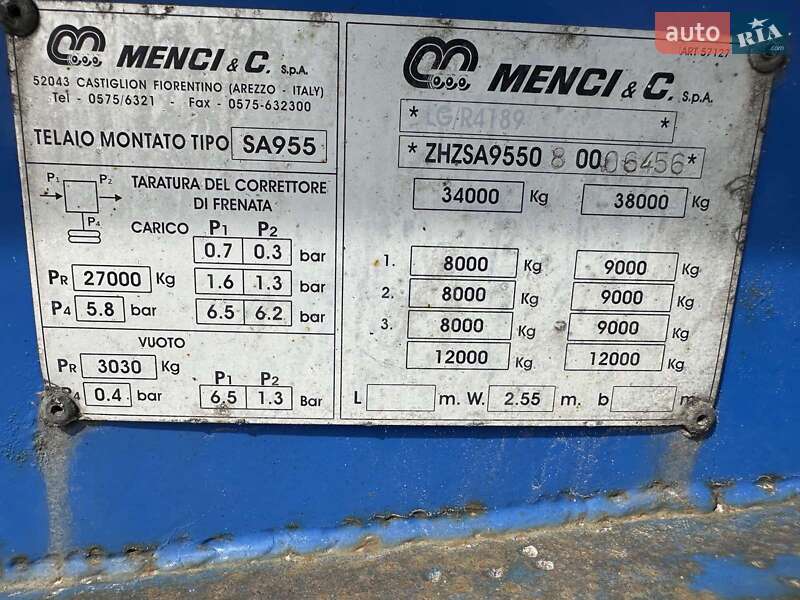 auto RIA
ART 57129
MENCI & C. S.p.A.
52043 CASTIGLION FIORENTINO (AREZZO - ITALY)
Tel - 0575/6321 - Fax - 0575-632300
TELAIO MONTATO TIPO SA955
P1 P2
P4
TARATURA DEL CORRETTORE
DI FRENATA
CARICO P1 P2
0.7 0.3 bar
PR 27000 Kg 1.6 1.3 bar
P4 5.8 bar 6.5 6.2 bar
VUOTO
PR 3030 Kg P1 P2
P4 0.4 bar 6.5 1.3 Bar
MENCI & C. S.p.A.
* LG/R4189 *
* ZHZSA9550 8 00 06456 *
34000 Kg 38000 Kg
1. 8000 Kg 9000 Kg
2. 8000 Kg 9000 Kg
3. 8000 Kg 9000 Kg
12000 Kg 12000 Kg
L m. W. 2.55 m. b m